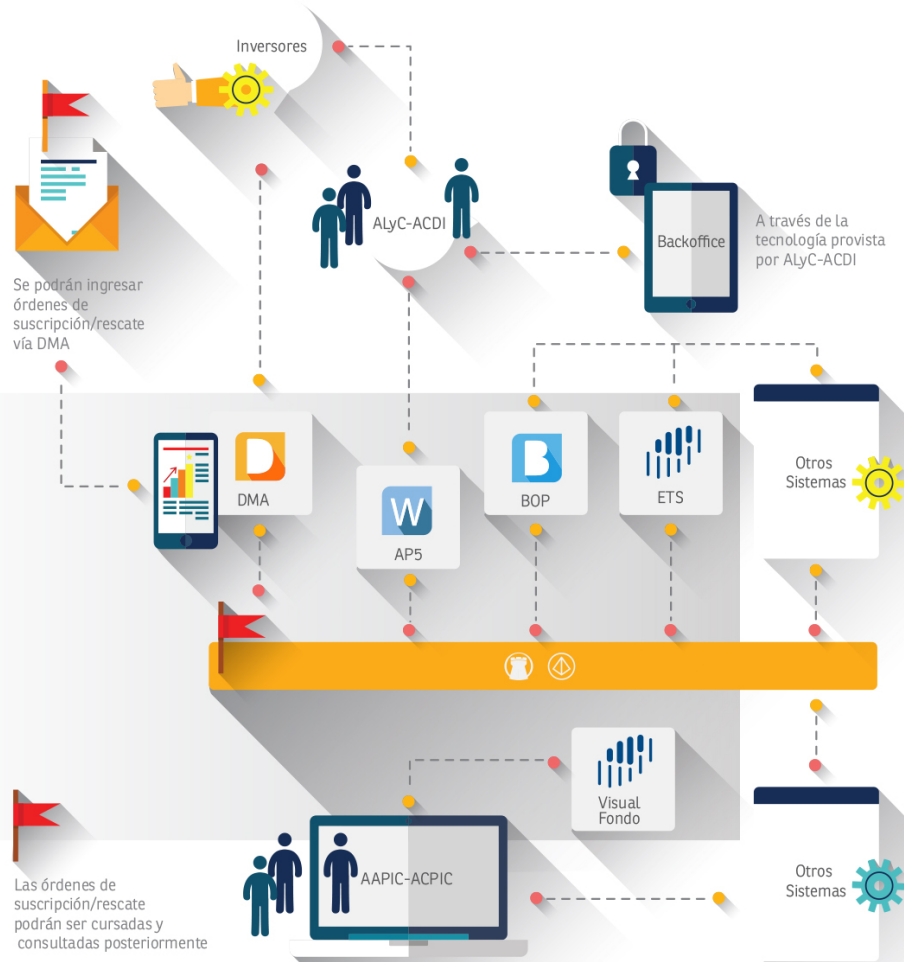 Inversores
ALyC-ACDI
Backoffice
A través de la
tecnología provista
por ALyC-ACDI
Se podrán ingresar
órdenes de
suscripción/rescate
vía DMA
D
DMA
W
AP5
B
BOP
ETS
Otros
Sistemas
Visual
Fondo
AAPIC-ACPIC
Otros
Sistemas
Las órdenes de
suscripción/rescate
podrán ser cursadas y
consultadas posteriormente